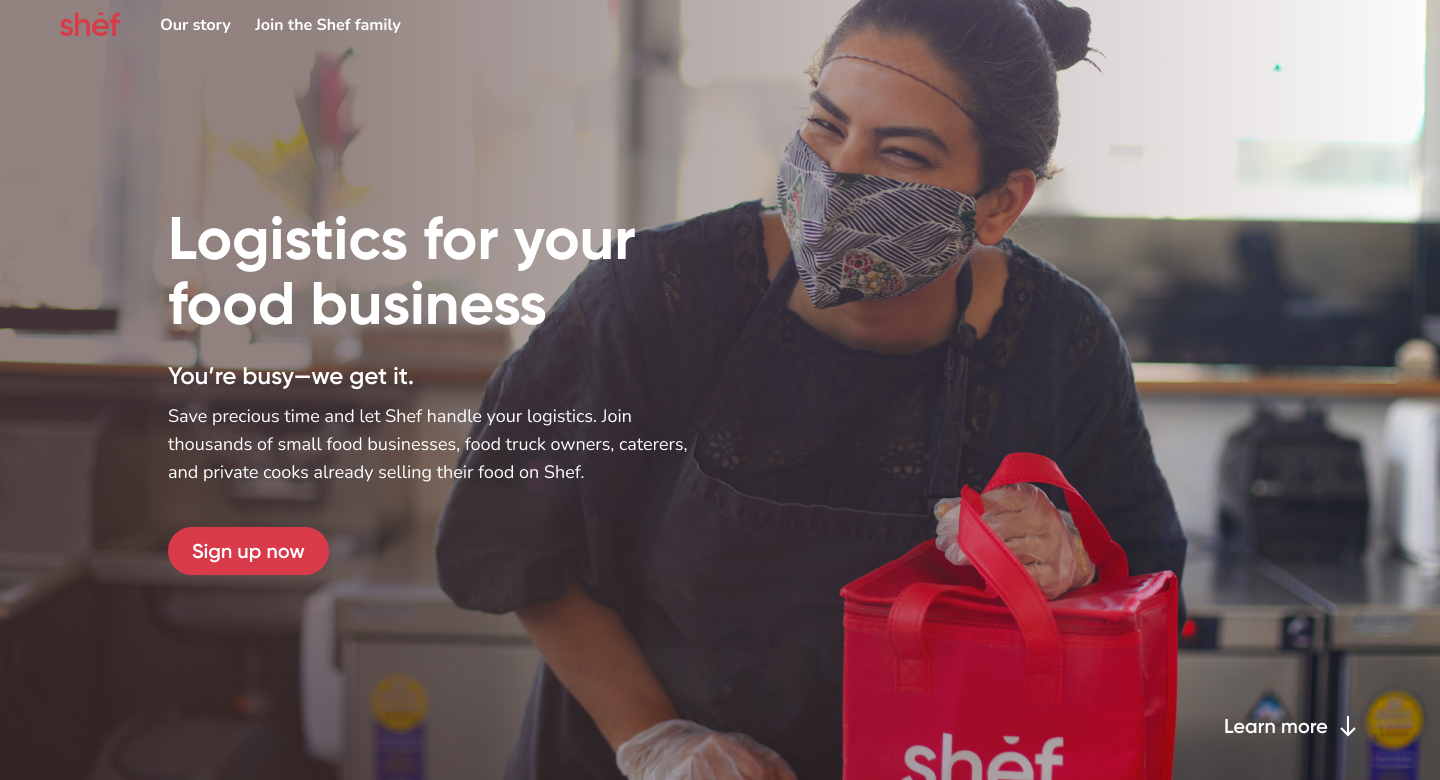 shef
Our story
Join the Shef family
Logistics for your
food business
You're busy—we get it.
Save precious time and let Shef handle your logistics. Join
thousands of small food businesses, food truck owners, caterers,
and private cooks already selling their food on Shef.
Sign up now
Learn more
shef